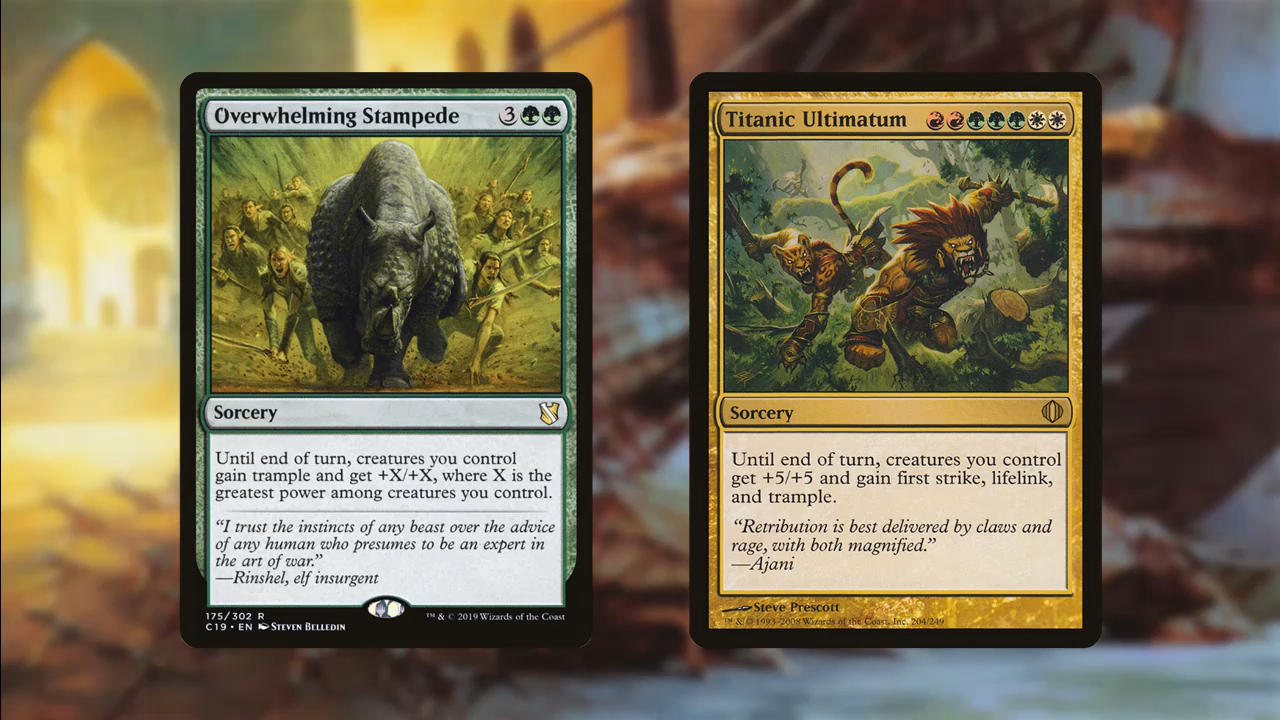 Overwhelming Stampede 3
Sorcery
Until end of turn, creatures you control
gain trample and get +X/+X, where X is the
greatest power among creatures you control.
“I trust the instincts of any beast over the advice
of any human who presumes to be an expert in
the art of war.”
—Rinshel, elf insurgent
175/302 R
C19 • EN Steven Belledin
™ & © 2019 Wizards of the Coast
Titanic Ultimatum
Sorcery
Until end of turn, creatures you control
get +5/+5 and gain first strike, lifelink,
and trample.
“Retribution is best delivered by claws and
rage, with both magnified.”
—Ajani
Steve Prescott
™ & © 1993-2008 Wizards of the Coast, Inc. 204/249